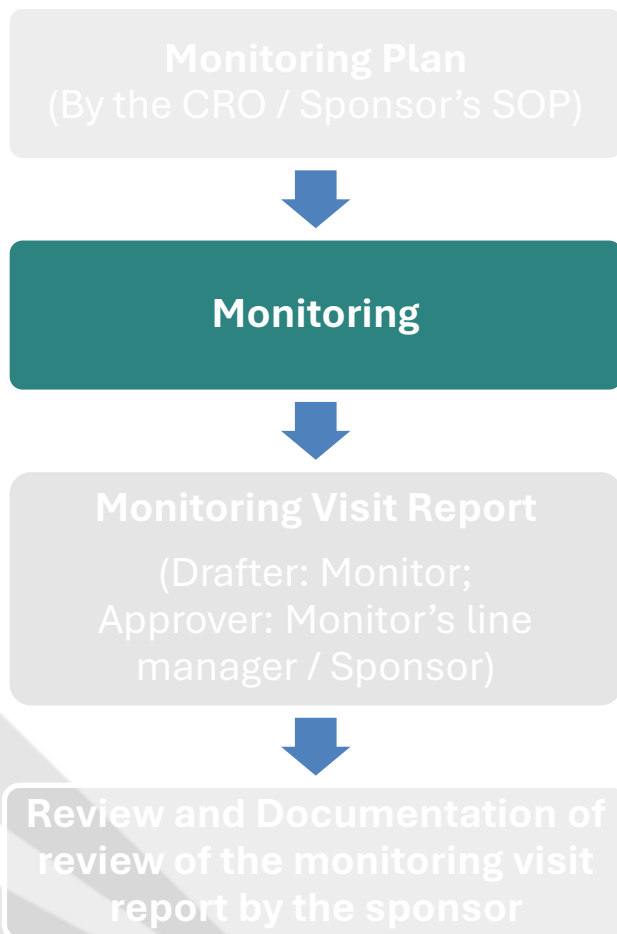 Monitoring Plan
(By the CRO / Sponsor's SOP)
Monitoring
Monitoring Visit Report
(Drafter: Monitor;
Approver: Monitor's line
manager / Sponsor)
Review and Documentation of
review of the monitoring visit
report by the sponsor